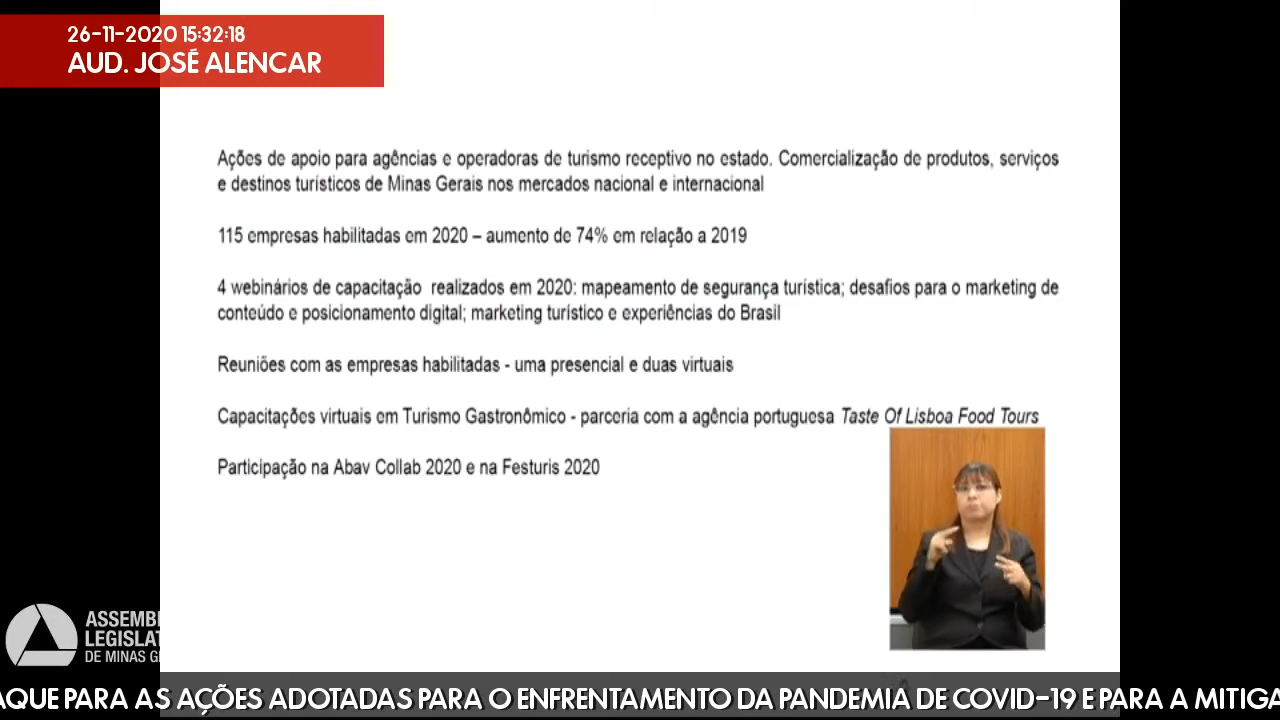 26-11-2020 15:32:18
AUD. JOSÉ ALENCAR
Ações de apoio para agências e operadoras de turismo receptivo no estado. Comercialização de produtos, serviços
e destinos turísticos de Minas Gerais nos mercados nacional e internacional
115 empresas habilitadas em 2020 – aumento de 74% em relação a 2019
4 webinários de capacitação realizados em 2020: mapeamento de segurança turística; desafios para o marketing de
conteúdo e posicionamento digital; marketing turístico e experiências do Brasil
Reuniões com as empresas habilitadas - uma presencial e duas virtuais
Capacitações virtuais em Turismo Gastronômico - parceria com a agência portuguesa Taste Of Lisboa Food Tours
Participação na Abav Collab 2020 e na Festuris 2020
ASSEMB
LEGISLAT
DE MINAS G
AQUE PARA AS AÇÕES ADOTADAS PARA O ENFRENTAMENTO DA PANDEMIA DE COVID-19 E PARA A MITIGA